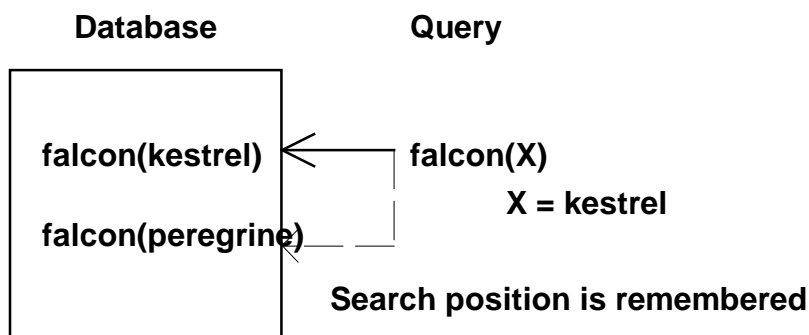 Database Query
falcon(kestrel) falcon(X)
X = kestrel
falcon(peregrine)
Search position is remembered